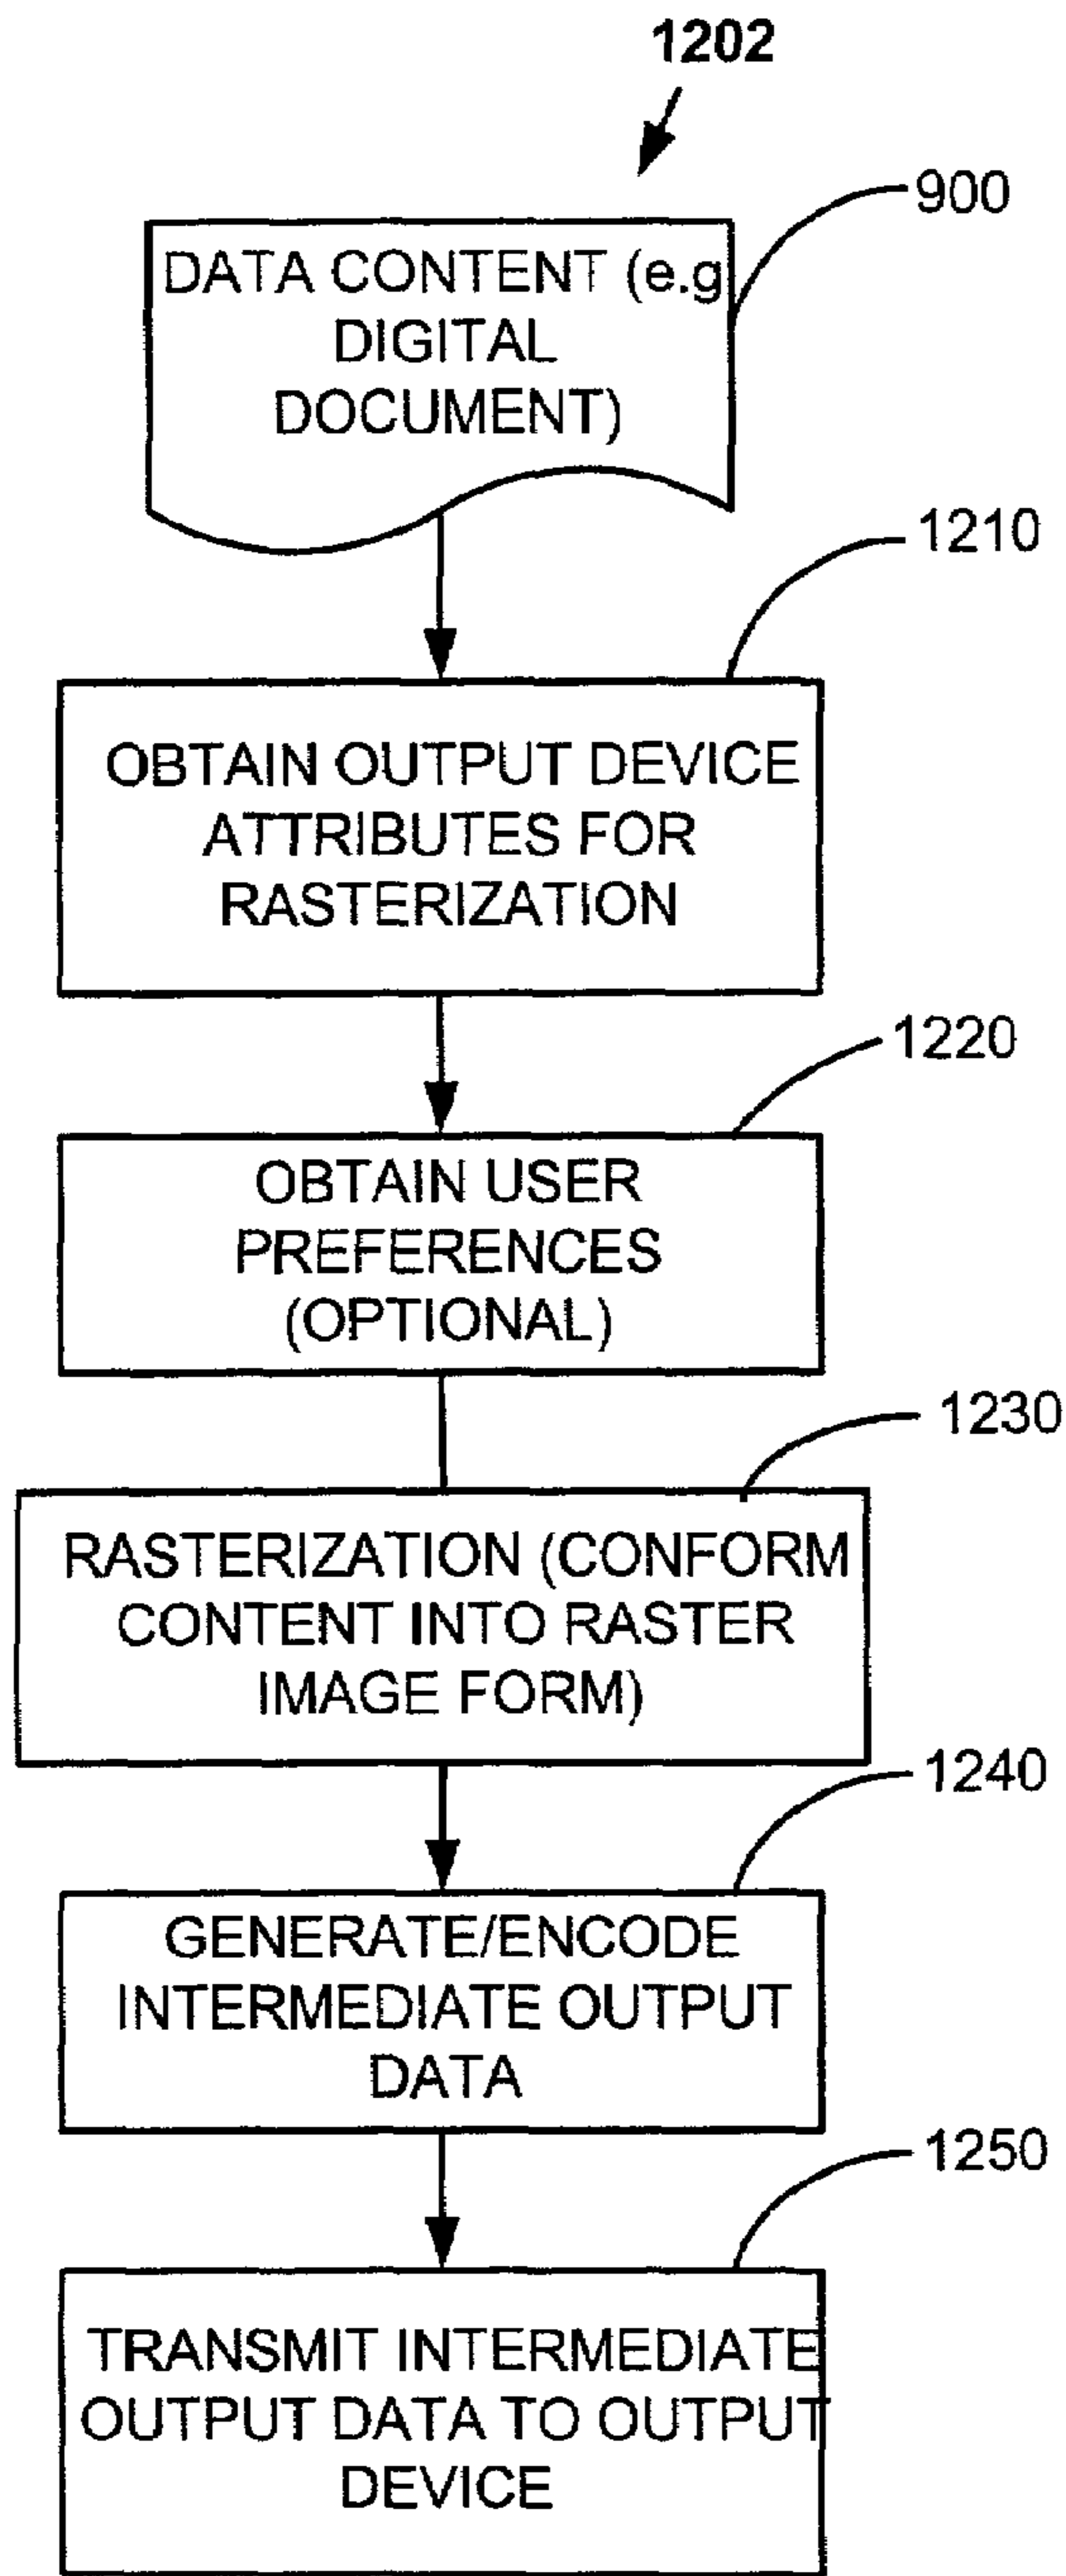 1202
900
DATA CONTENT (e.g
DIGITAL
DOCUMENT)
1210
OBTAIN OUTPUT DEVICE
ATTRIBUTES FOR
RASTERIZATION
1220
OBTAIN USER
PREFERENCES
(OPTIONAL)
1230
RASTERIZATION (CONFORM
CONTENT INTO RASTER
IMAGE FORM)
1240
GENERATE/ENCODE
INTERMEDIATE OUTPUT
DATA
1250
TRANSMIT INTERMEDIATE
OUTPUT DATA TO OUTPUT
DEVICE